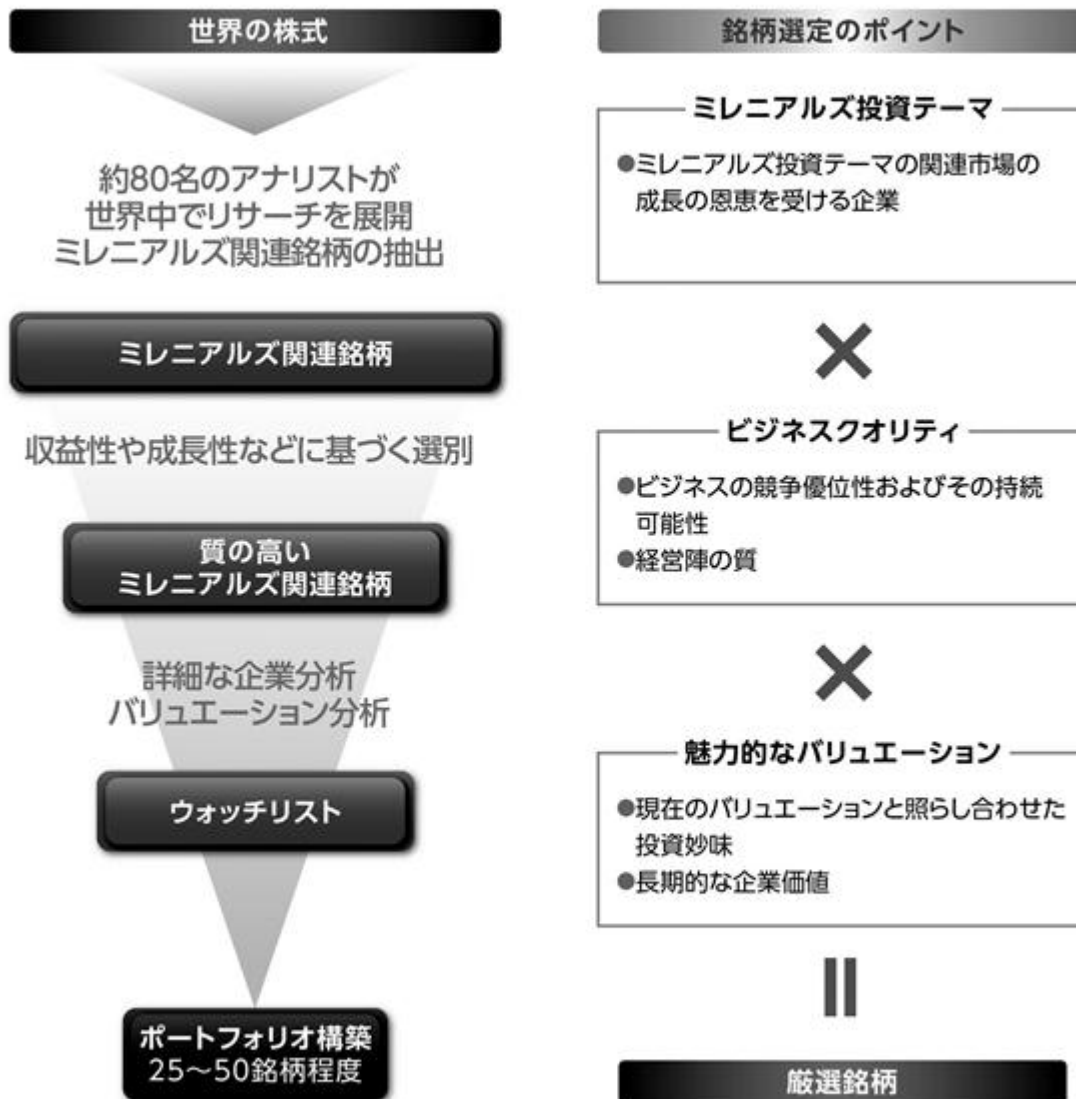 世界の株式
約80名のアナリストが
世界中でリサーチを展開
ミレニアルズ関連銘柄の抽出
ミレニアルズ関連銘柄
収益性や成長性などに基づく選別
質の高い
ミレニアルズ関連銘柄
詳細な企業分析
バリュエーション分析
ウォッチリスト
ポートフォリオ構築
25～50銘柄程度
銘柄選定のポイント
ミレニアルズ投資テーマ
●ミレニアルズ投資テーマの関連市場の
成長の恩恵を受ける企業
×
ビジネスクオリティ
●ビジネスの競争優位性およびその持続
可能性
●経営陣の質
×
魅力的なバリュエーション
●現在のバリュエーションと照らし合わせた
投資妙味
●長期的な企業価値
॥
厳選銘柄